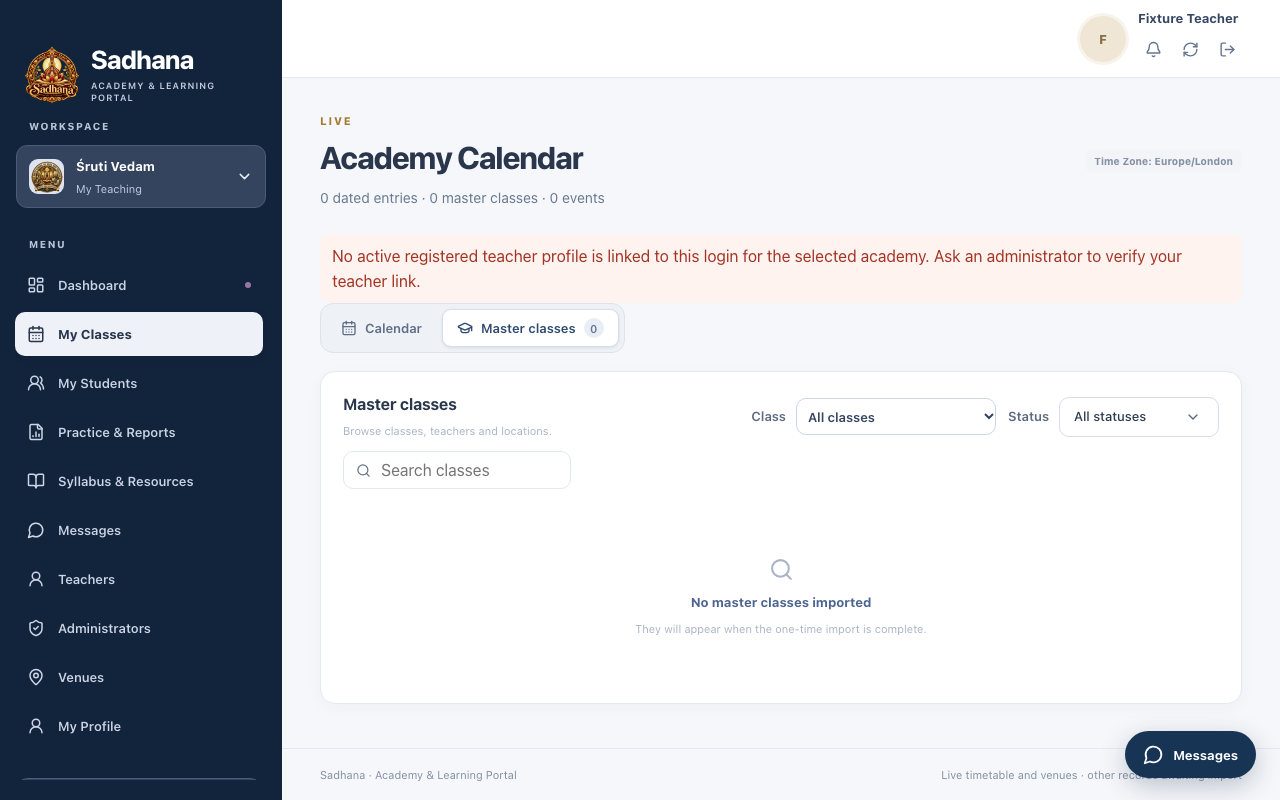 Sadhana
Sadhana
ACADEMY & LEARNING
PORTAL
WORKSPACE
Śruti Vedam
My Teaching
MENU
Dashboard
My Classes
My Students
Practice & Reports
Syllabus & Resources
Messages
Teachers
Administrators
Venues
My Profile
F
Fixture Teacher
LIVE
Academy Calendar
Time Zone: Europe/London
0 dated entries · 0 master classes · 0 events
No active registered teacher profile is linked to this login for the selected academy. Ask an administrator to verify your
teacher link.
Calendar
Master classes 0
Master classes
Browse classes, teachers and locations.
Class All classes Status All statuses
Search classes
No master classes imported
They will appear when the one-time import is complete.
Messages
Sadhana · Academy & Learning Portal
Live timetable and venues · other records awaiting import